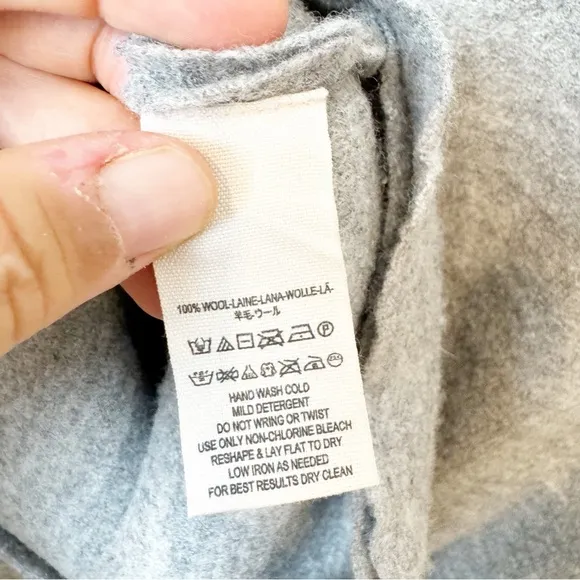 100% WOOL-LAINE-LANA-WOLLE-LÃ-
羊毛-ウール
HAND WASH COLD
MILD DETERGENT
DO NOT WRING OR TWIST
USE ONLY NON-CHLORINE BLEACH
RESHAPE & LAY FLAT TO DRY
LOW IRON AS NEEDED
FOR BEST RESULTS DRY CLEAN